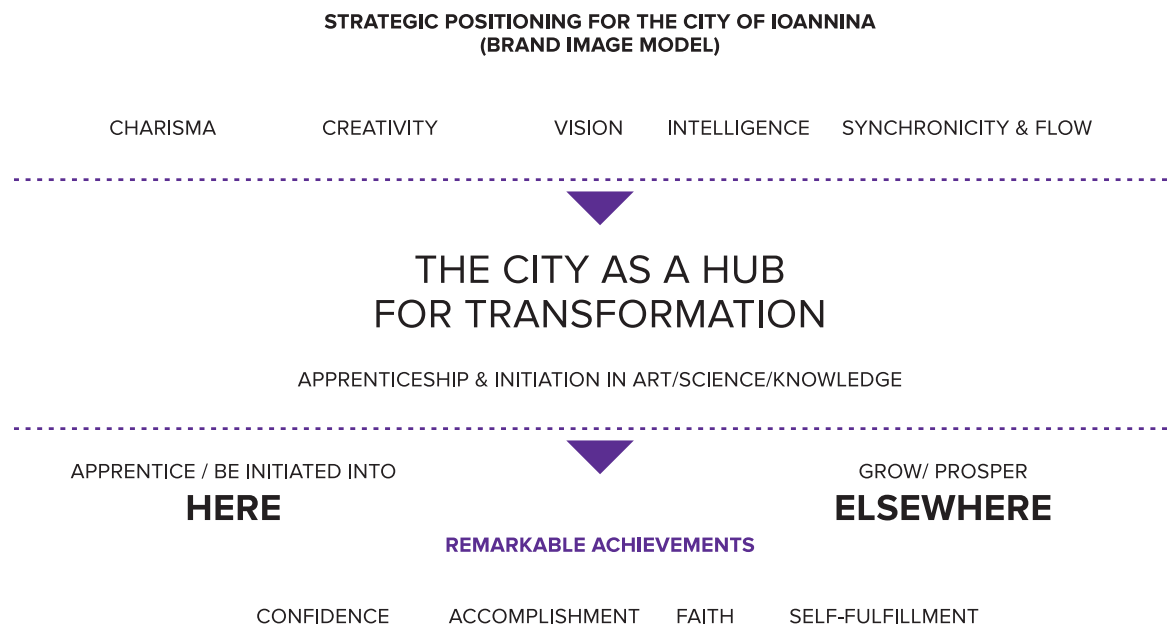 STRATEGIC POSITIONING FOR THE CITY OF IOANNINA
(BRAND IMAGE MODEL)
CHARISMA CREATIVITY VISION INTELLIGENCE SYNCHRONICITY & FLOW
THE CITY AS A HUB
FOR TRANSFORMATION
APPRENTICESHIP & INITIATION IN ART/SCIENCE/KNOWLEDGE
APPRENTICE / BE INITIATED INTO
HERE
GROW/ PROSPER
ELSEWHERE
REMARKABLE ACHIEVEMENTS
CONFIDENCE ACCOMPLISHMENT FAITH SELF-FULFILLMENT